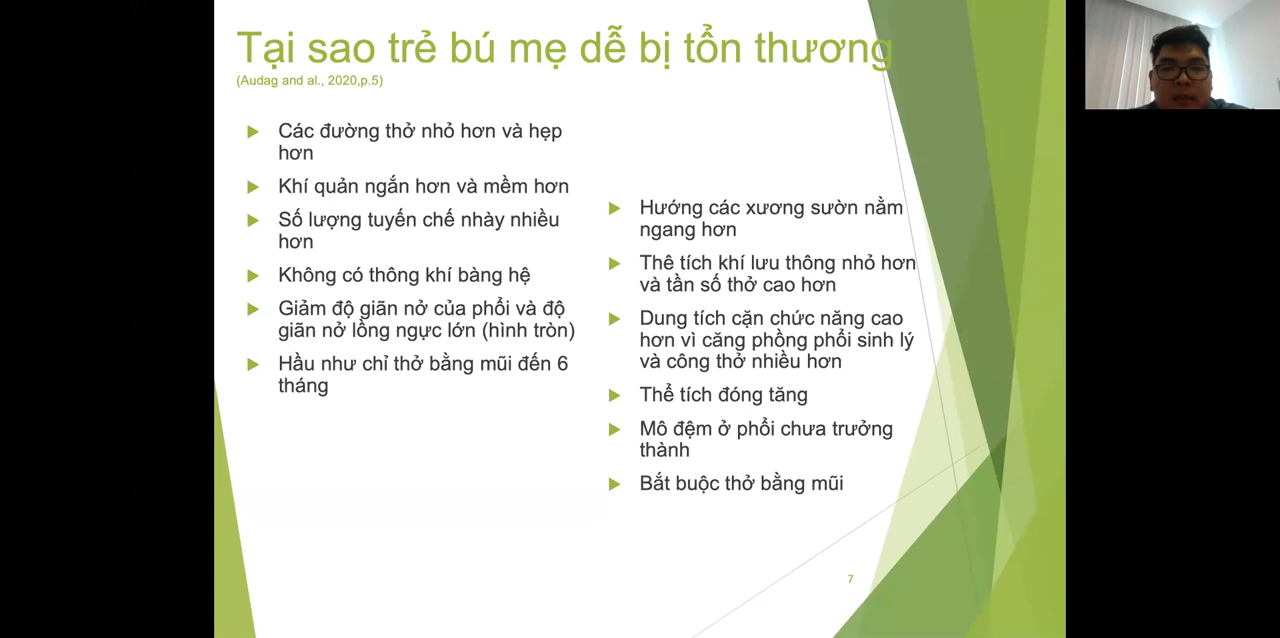 Tại sao trẻ bú mẹ dễ bị tổn thương
(Audag and al., 2020,p.5)
Các đường thở nhỏ hơn và hẹp
hơn
Khí quản ngắn hơn và mềm hơn
Số lượng tuyến chế nhày nhiều
hơn
Không có thông khí bàng hệ
Giảm độ giãn nở của phổi và độ
giãn nở lồng ngực lớn (hình tròn)
Hầu như chỉ thở bằng mũi đến 6
tháng
Hướng các xương sườn nằm
ngang hơn
Thê tích khí lưu thông nhỏ hơn
và tần số thở cao hơn
Dung tích cặn chức năng cao
hơn vì căng phồng phổi sinh lý
và công thở nhiều hơn
Thể tích đóng tăng
Mô đệm ở phổi chưa trưởng
thành
Bắt buộc thở bằng mũi
7